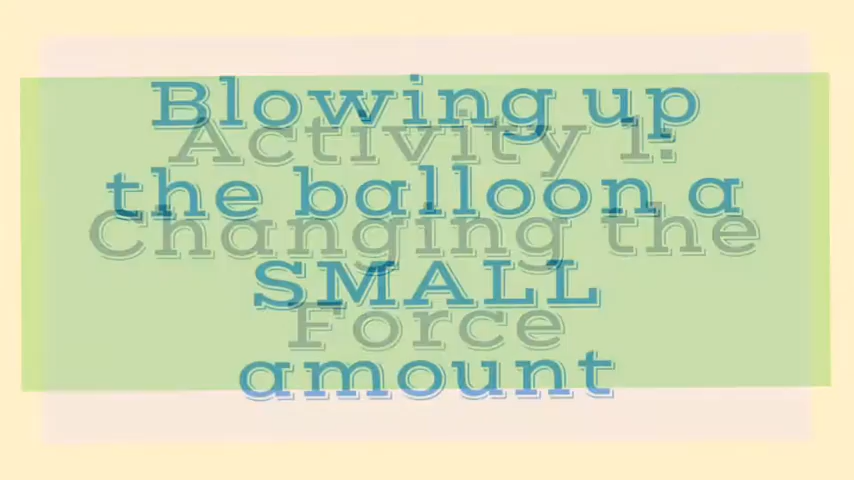 Blowing up
the balloon a
SMALL
amount
Activity 1:
Changing the
Force